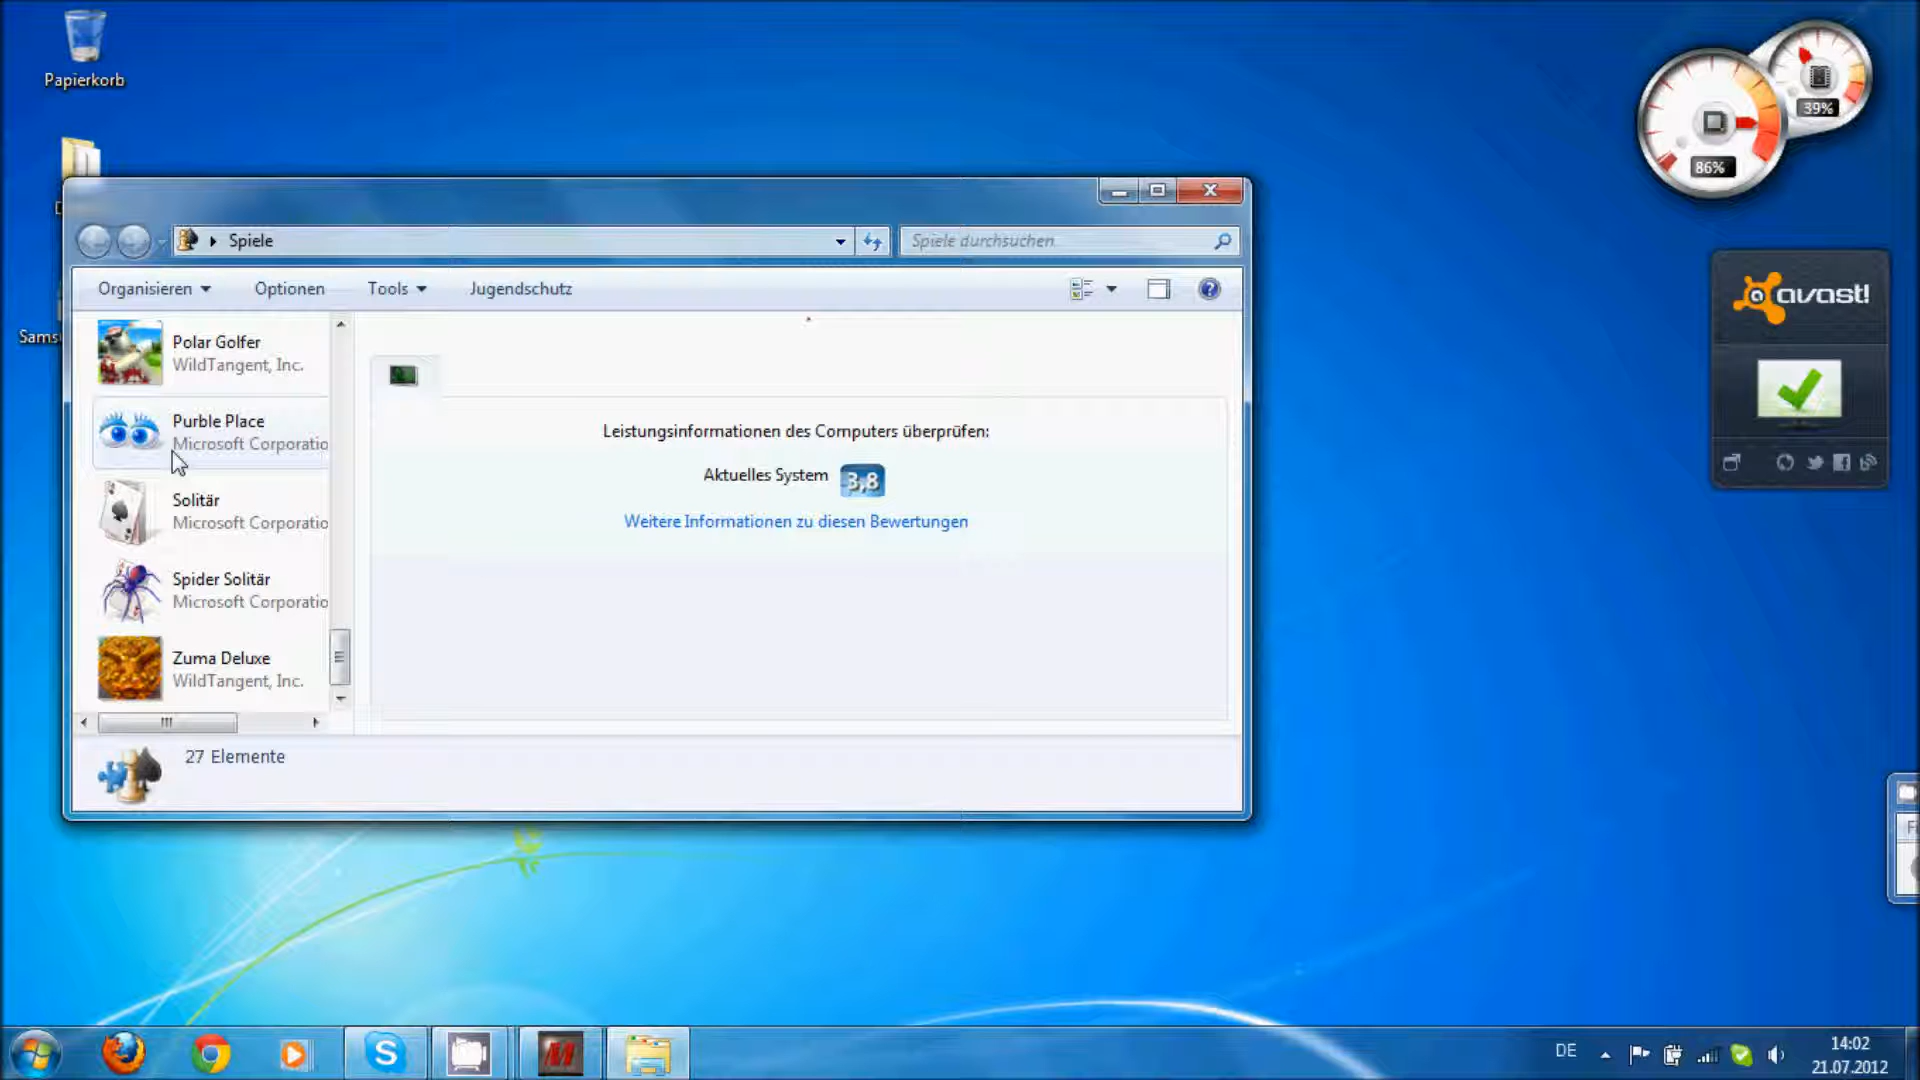 Papierkorb
39%
86%
Spiele
Spiele durchsuchen
Organisieren
Optionen
Tools
Jugendschutz
avast!
Sams
Polar Golfer
WildTangent, Inc.
Purble Place
Microsoft Corporatio
Solitär
Microsoft Corporatio
Spider Solitär
Microsoft Corporatio
Zuma Deluxe
WildTangent, Inc.
Leistungsinformationen des Computers überprüfen:
Aktuelles System
3,8
Weitere Informationen zu diesen Bewertungen
27 Elemente
DE
14:02
21.07.2012